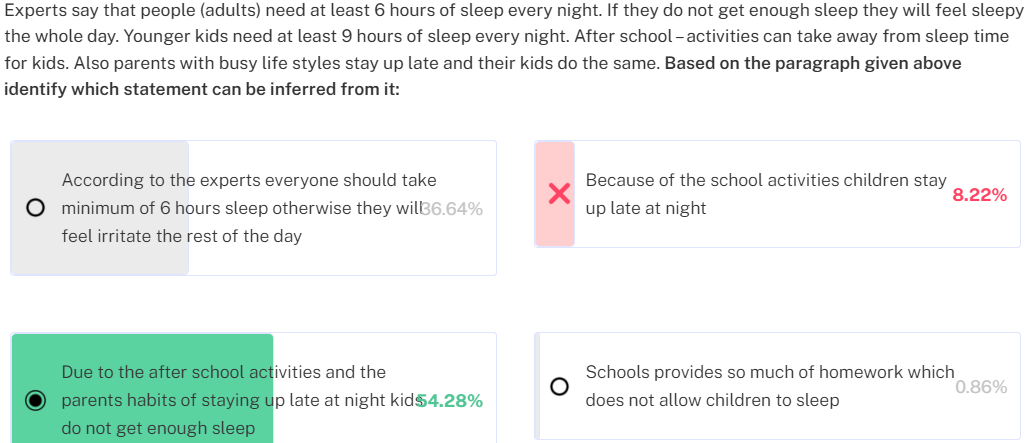 Experts say that people (adults) need at least 6 hours of sleep every night. If they do not get enough sleep they will feel sleepy
the whole day. Younger kids need at least 9 hours of sleep every night. After school – activities can take away from sleep time
for kids. Also parents with busy life styles stay up late and their kids do the same. Based on the paragraph given above
identify which statement can be inferred from it:
According to the experts everyone should take
minimum of 6 hours sleep otherwise they will
feel irritate the rest of the day
36.64%
Because of the school activities children stay
up late at night
8.22%
Due to the after school activities and the
parents habits of staying up late at night kids
do not get enough sleep
54.28%
Schools provides so much of homework which
does not allow children to sleep
0.86%